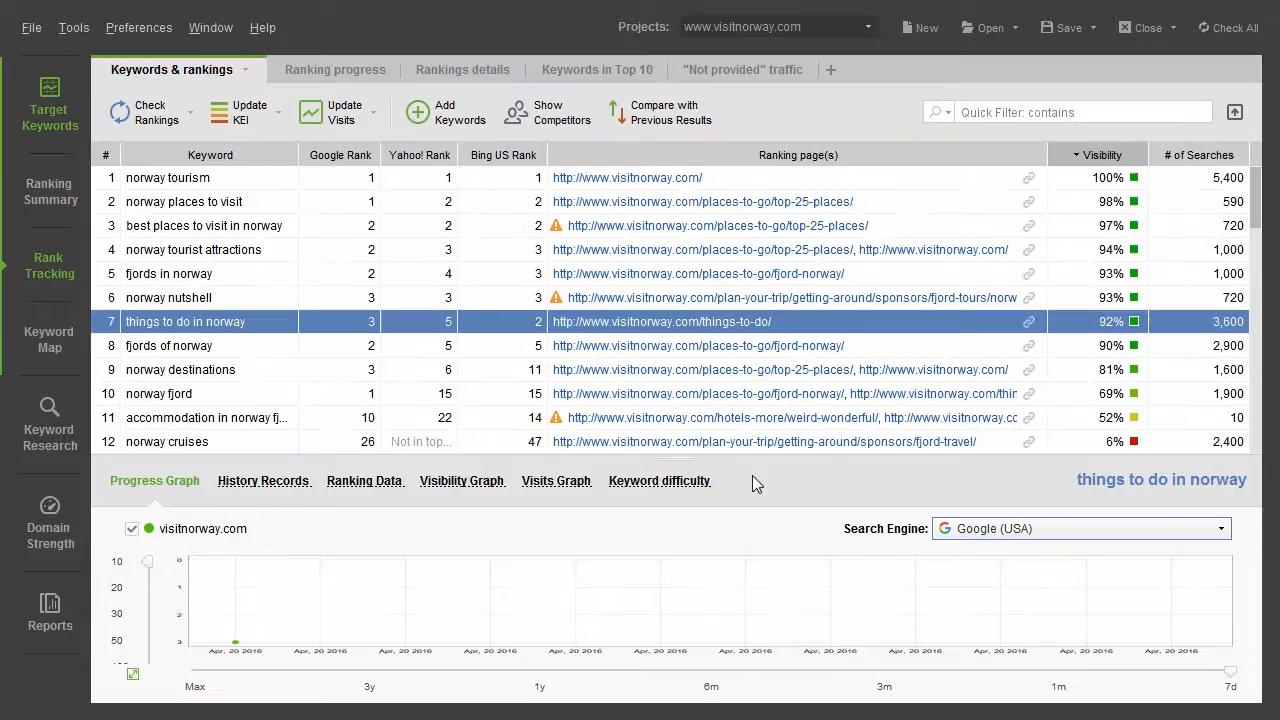 File Tools Preferences Window Help Projects: www.visitnorway.com New Open Save Close Check All
Keywords & rankings Ranking progress Rankings details Keywords in Top 10 "Not provided" traffic +
Check Rankings Update KEI Update Visits Add Keywords Show Competitors Compare with Previous Results Quick Filter: contains
Target Keywords
Ranking Summary
Rank Tracking
Keyword Map
Keyword Research
Domain Strength
Reports
# Keyword Google Rank Yahoo! Rank Bing US Rank Ranking page(s) Visibility # of Searches
1 norway tourism 1 1 1 http://www.visitnorway.com/ 100% 5,400
2 norway places to visit 1 2 2 http://www.visitnorway.com/places-to-go/top-25-places/ 98% 590
3 best places to visit in norway 2 2 2 http://www.visitnorway.com/places-to-go/top-25-places/ 97% 720
4 norway tourist attractions 2 3 3 http://www.visitnorway.com/places-to-go/top-25-places/, http://www.visitnorway.com/ 94% 1,000
5 fjords in norway 2 4 3 http://www.visitnorway.com/places-to-go/fjord-norway/ 93% 1,000
6 norway nutshell 3 3 3 http://www.visitnorway.com/plan-your-trip/getting-around/sponsors/fjord-tours/norw 93% 720
7 things to do in norway 3 5 2 http://www.visitnorway.com/things-to-do/ 92% 3,600
8 fjords of norway 2 5 5 http://www.visitnorway.com/places-to-go/fjord-norway/ 90% 2,900
9 norway destinations 3 6 11 http://www.visitnorway.com/places-to-go/top-25-places/, http://www.visitnorway.com/ 81% 1,600
10 norway fjord 1 15 15 http://www.visitnorway.com/places-to-go/fjord-norway/, http://www.visitnorway.com/thin 69% 1,900
11 accommodation in norway fj... 10 22 14 http://www.visitnorway.com/hotels-more/weird-wonderful/, http://www.visitnorway.cc 52% 10
12 norway cruises 26 Not in top... 47 http://www.visitnorway.com/plan-your-trip/getting-around/sponsors/fjord-travel/ 6% 2,400
Progress Graph History Records Ranking Data Visibility Graph Visits Graph Keyword difficulty things to do in norway
visitnorway.com Search Engine: Google (USA)
10 0
20 1
30 2
50 3
Apr, 20 2016 Apr, 20 2016 Apr, 20 2016 Apr, 20 2016 Apr, 20 2016 Apr, 20 2016 Apr, 20 2016 Apr, 20 2016 Apr, 20 2016 Apr, 20 2016 Apr, 20 2016 Apr, 20 2016
Max 3y 1y 6m 3m 1m 7d